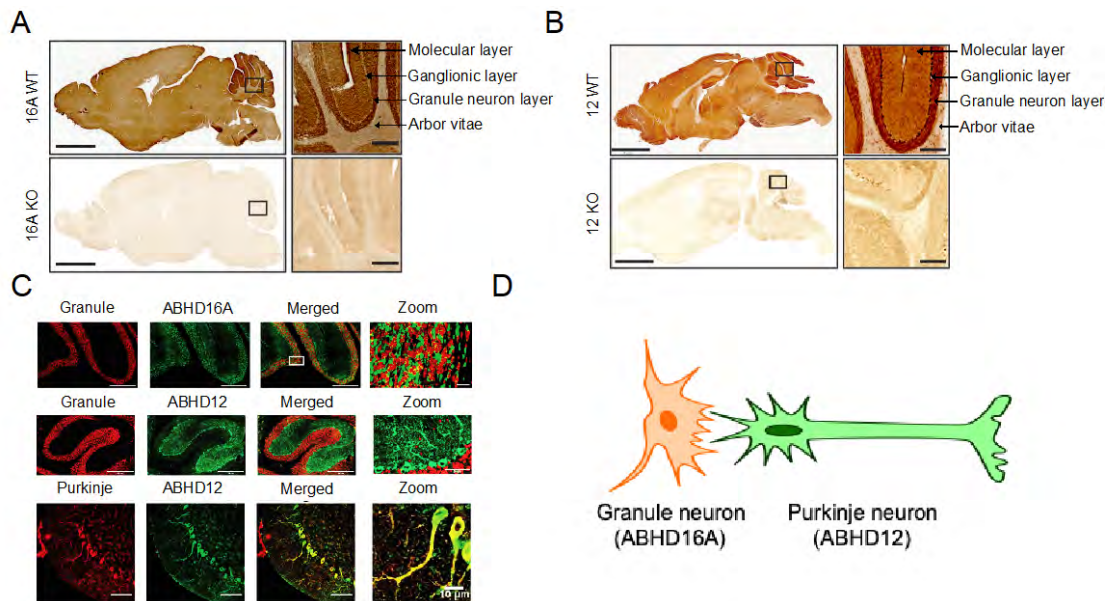 A
16A WT
Molecular layer
Ganglionic layer
Granule neuron layer
Arbor vitae
16A KO
B
12 WT
Molecular layer
Ganglionic layer
Granule neuron layer
Arbor vitae
12 KO
C
Granule ABHD16A Merged Zoom
Granule ABHD12 Merged Zoom
Purkinje ABHD12 Merged Zoom
10 µm
D
Granule neuron
(ABHD16A)
Purkinje neuron
(ABHD12)